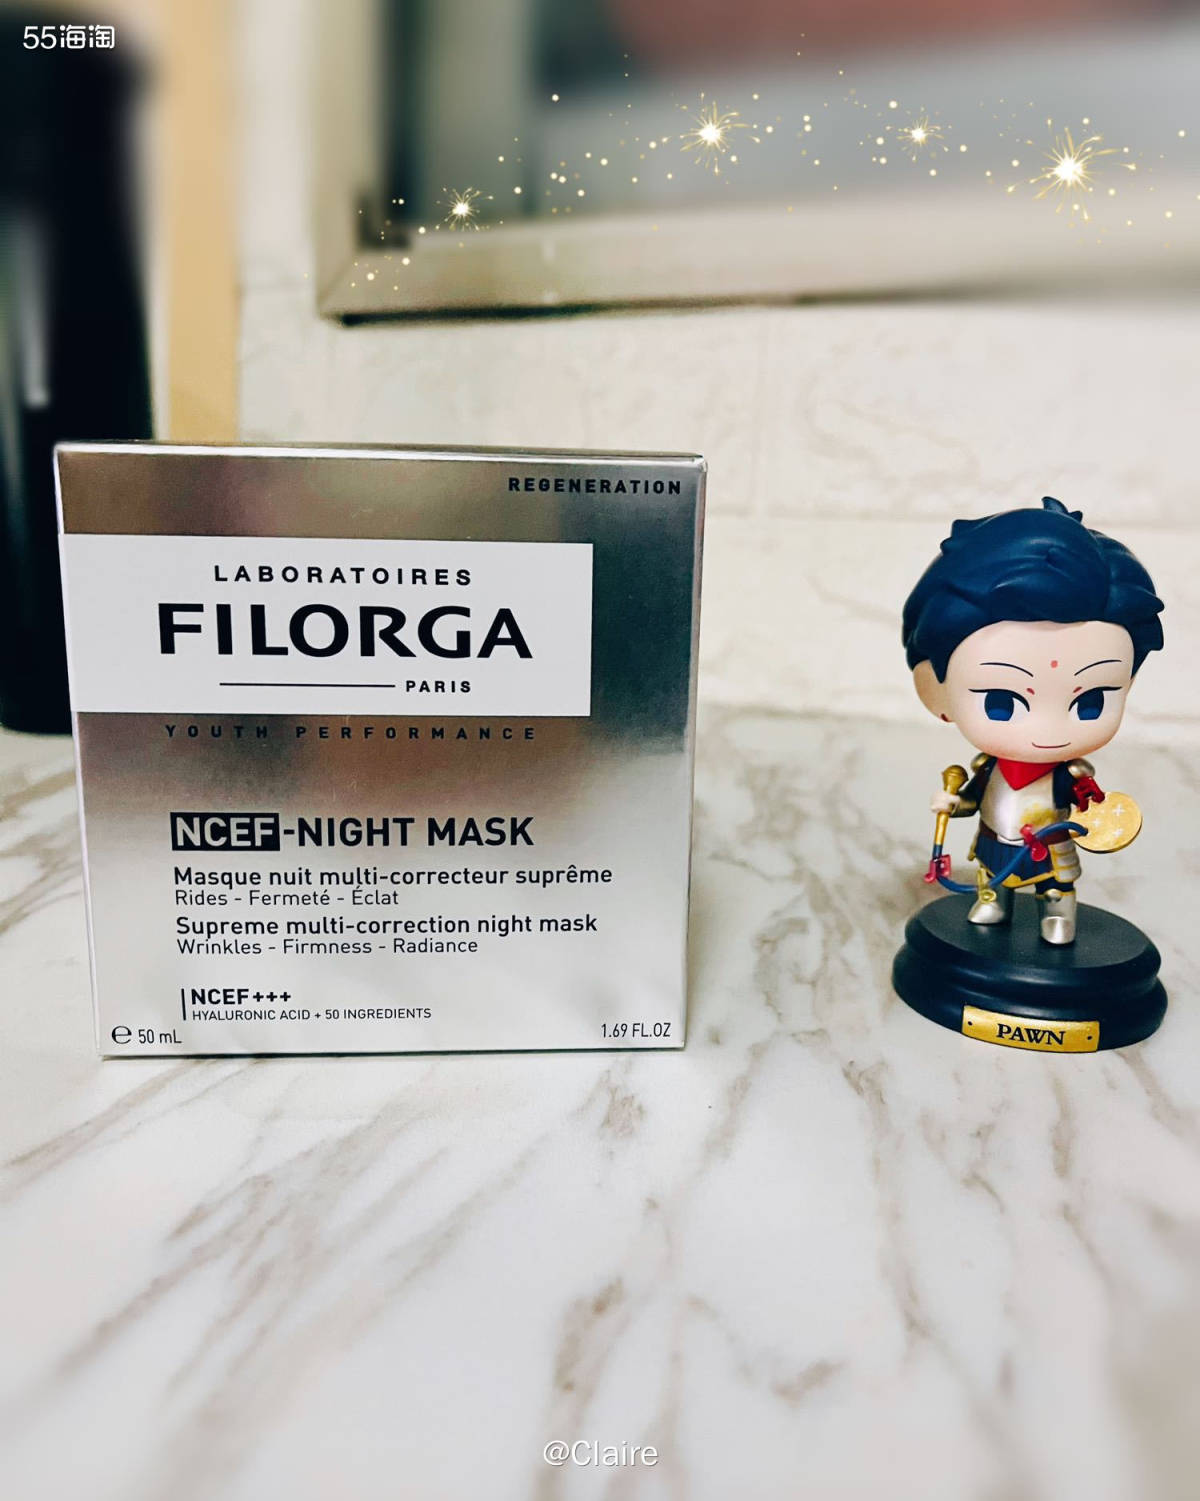 55海淘
REGENERATION
LABORATOIRES
FILORGA
PARIS
YOUTH PERFORMANCE
NCEF-NIGHT MASK
Masque nuit multi-correcteur suprême
Rides - Fermeté - Éclat
Supreme multi-correction night mask
Wrinkles - Firmness - Radiance
NCEF+++
HYALURONIC ACID + 50 INGREDIENTS
℮ 50 mL
1.69 FL.OZ
PAWN
@Claire